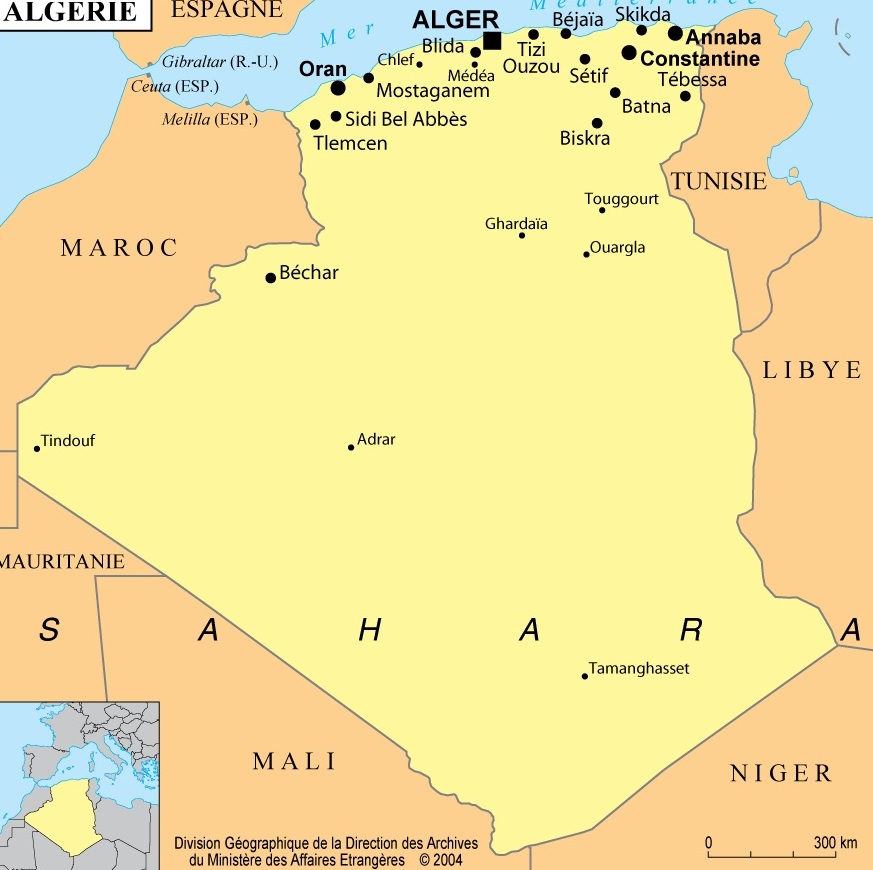 ALGERIE
ESPAGNE
Mer Méditerranée
ALGER
Béjaïa
Skikda
Annaba
Blida
Tizi
Ouzou
Constantine
Gibraltar (R.-U.)
Oran
Chlef
Médéa
Sétif
Tébessa
Ceuta (ESP.)
Mostaganem
Batna
Melilla (ESP.)
Sidi Bel Abbès
Tlemcen
Biskra
TUNISIE
Touggourt
Ghardaïa
MAROC
Ouargla
Béchar
LIBYE
Tindouf
Adrar
MAURITANIE
S A H A R A
Tamanghasset
MALI
NIGER
Division Géographique de la Direction des Archives
du Ministère des Affaires Etrangères © 2004
0 300 km